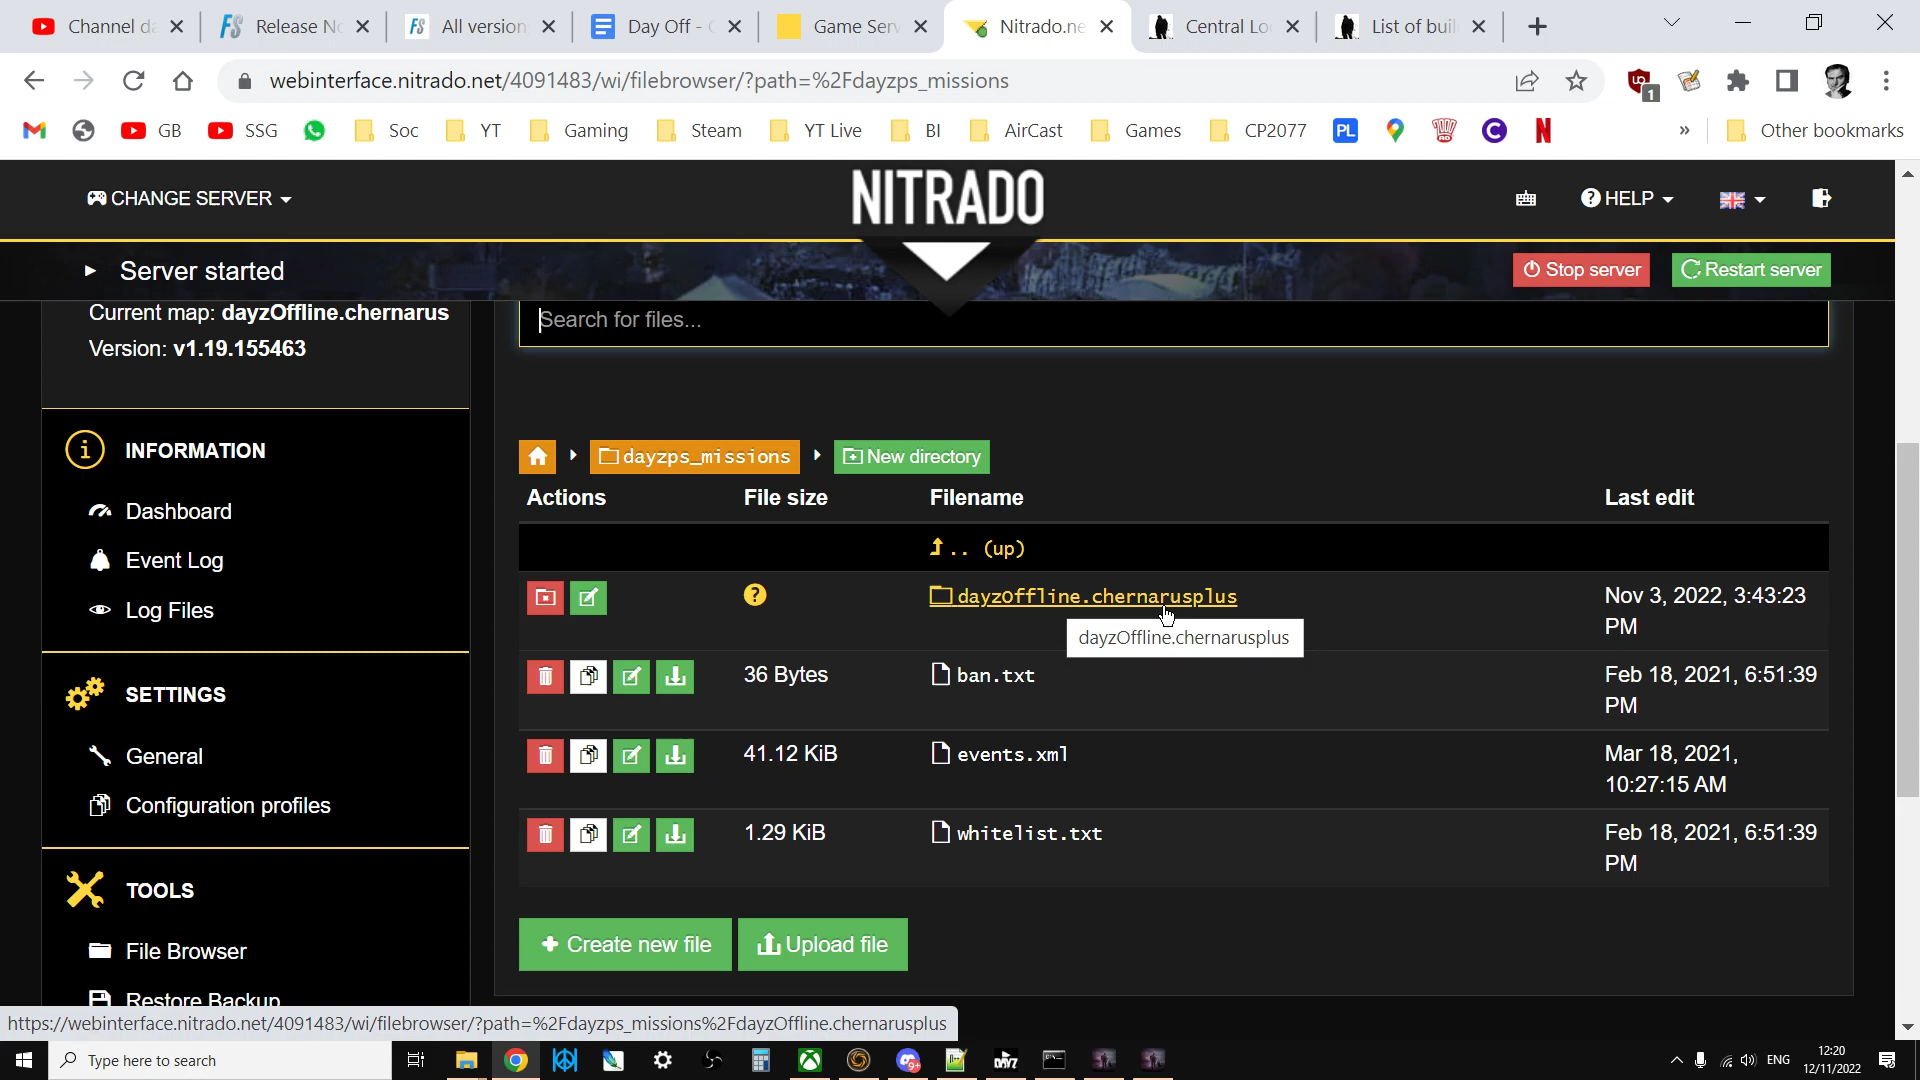 Channel da
Release No
All version
Day Off - C
Game Serv
Nitrado.ne
Central Lo
List of buil
webinterface.nitrado.net/4091483/wi/filebrowser/?path=%2Fdayzps_missions
1
GB
SSG
Soc
YT
Gaming
Steam
YT Live
BI
AirCast
Games
CP2077
PL
»
Other bookmarks
CHANGE SERVER
NITRADO
HELP
Server started
Stop server
Restart server
Current map: dayzOffline.chernarus
Version: v1.19.155463
Search for files...
INFORMATION
Dashboard
Event Log
Log Files
SETTINGS
General
Configuration profiles
TOOLS
File Browser
Restore Backup
dayzps_missions
New directory
Actions
File size
Filename
Last edit
.. (up)
dayzOffline.chernarusplus
Nov 3, 2022, 3:43:23
PM
dayzOffline.chernarusplus
36 Bytes
ban.txt
Feb 18, 2021, 6:51:39
PM
41.12 KiB
events.xml
Mar 18, 2021,
10:27:15 AM
1.29 KiB
whitelist.txt
Feb 18, 2021, 6:51:39
PM
Create new file
Upload file
https://webinterface.nitrado.net/4091483/wi/filebrowser/?path=%2Fdayzps_missions%2FdayzOffline.chernarusplus
Type here to search
ENG
12:20
12/11/2022